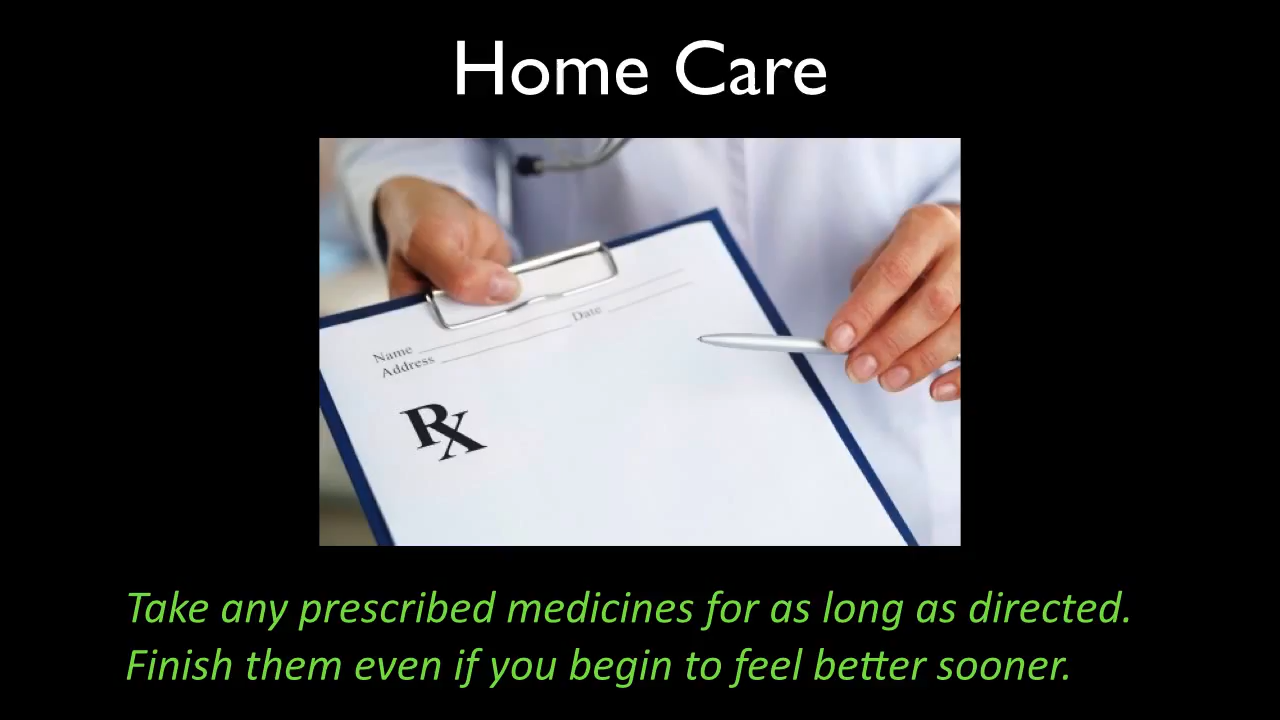 Home Care
Name Date
Address
Rx
Take any prescribed medicines for as long as directed.
Finish them even if you begin to feel better sooner.